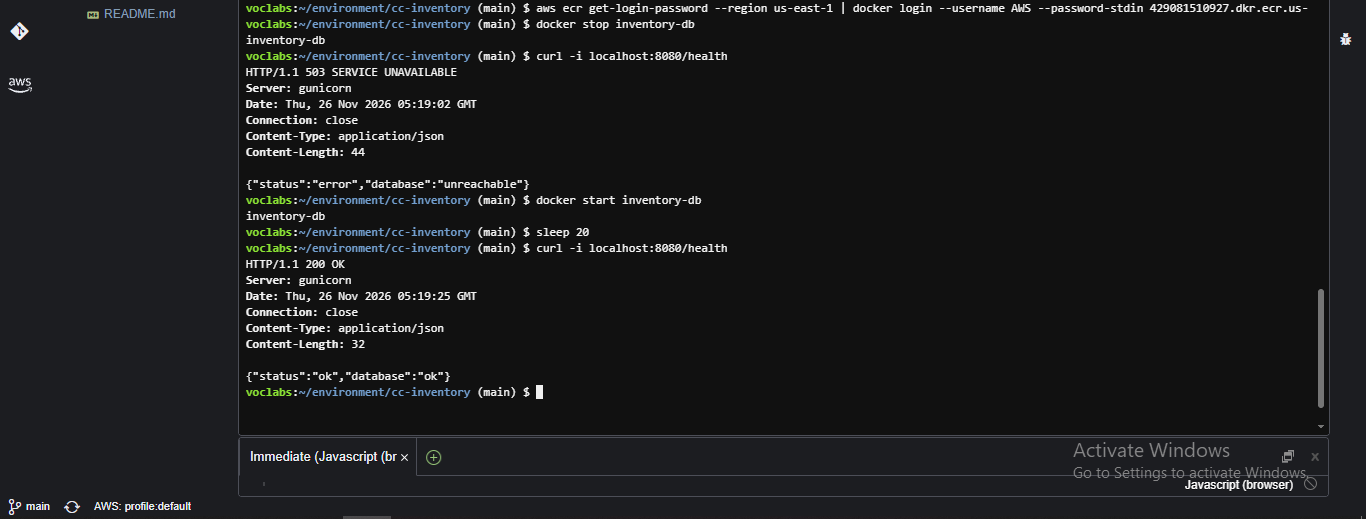 README.md
aws
voclabs:~/environment/cc-inventory (main) $ aws ecr get-login-password --region us-east-1 | docker login --username AWS --password-stdin 429081510927.dkr.ecr.us-
voclabs:~/environment/cc-inventory (main) $ docker stop inventory-db
inventory-db
voclabs:~/environment/cc-inventory (main) $ curl -i localhost:8080/health
HTTP/1.1 503 SERVICE UNAVAILABLE
Server: gunicorn
Date: Thu, 26 Nov 2026 05:19:02 GMT
Connection: close
Content-Type: application/json
Content-Length: 44

{"status":"error","database":"unreachable"}
voclabs:~/environment/cc-inventory (main) $ docker start inventory-db
inventory-db
voclabs:~/environment/cc-inventory (main) $ sleep 20
voclabs:~/environment/cc-inventory (main) $ curl -i localhost:8080/health
HTTP/1.1 200 OK
Server: gunicorn
Date: Thu, 26 Nov 2026 05:19:25 GMT
Connection: close
Content-Type: application/json
Content-Length: 32

{"status":"ok","database":"ok"}
voclabs:~/environment/cc-inventory (main) $
Immediate (Javascript (br ×
Activate Windows
Go to Settings to activate Windows.
Javascript (browser)
main
AWS: profile:default